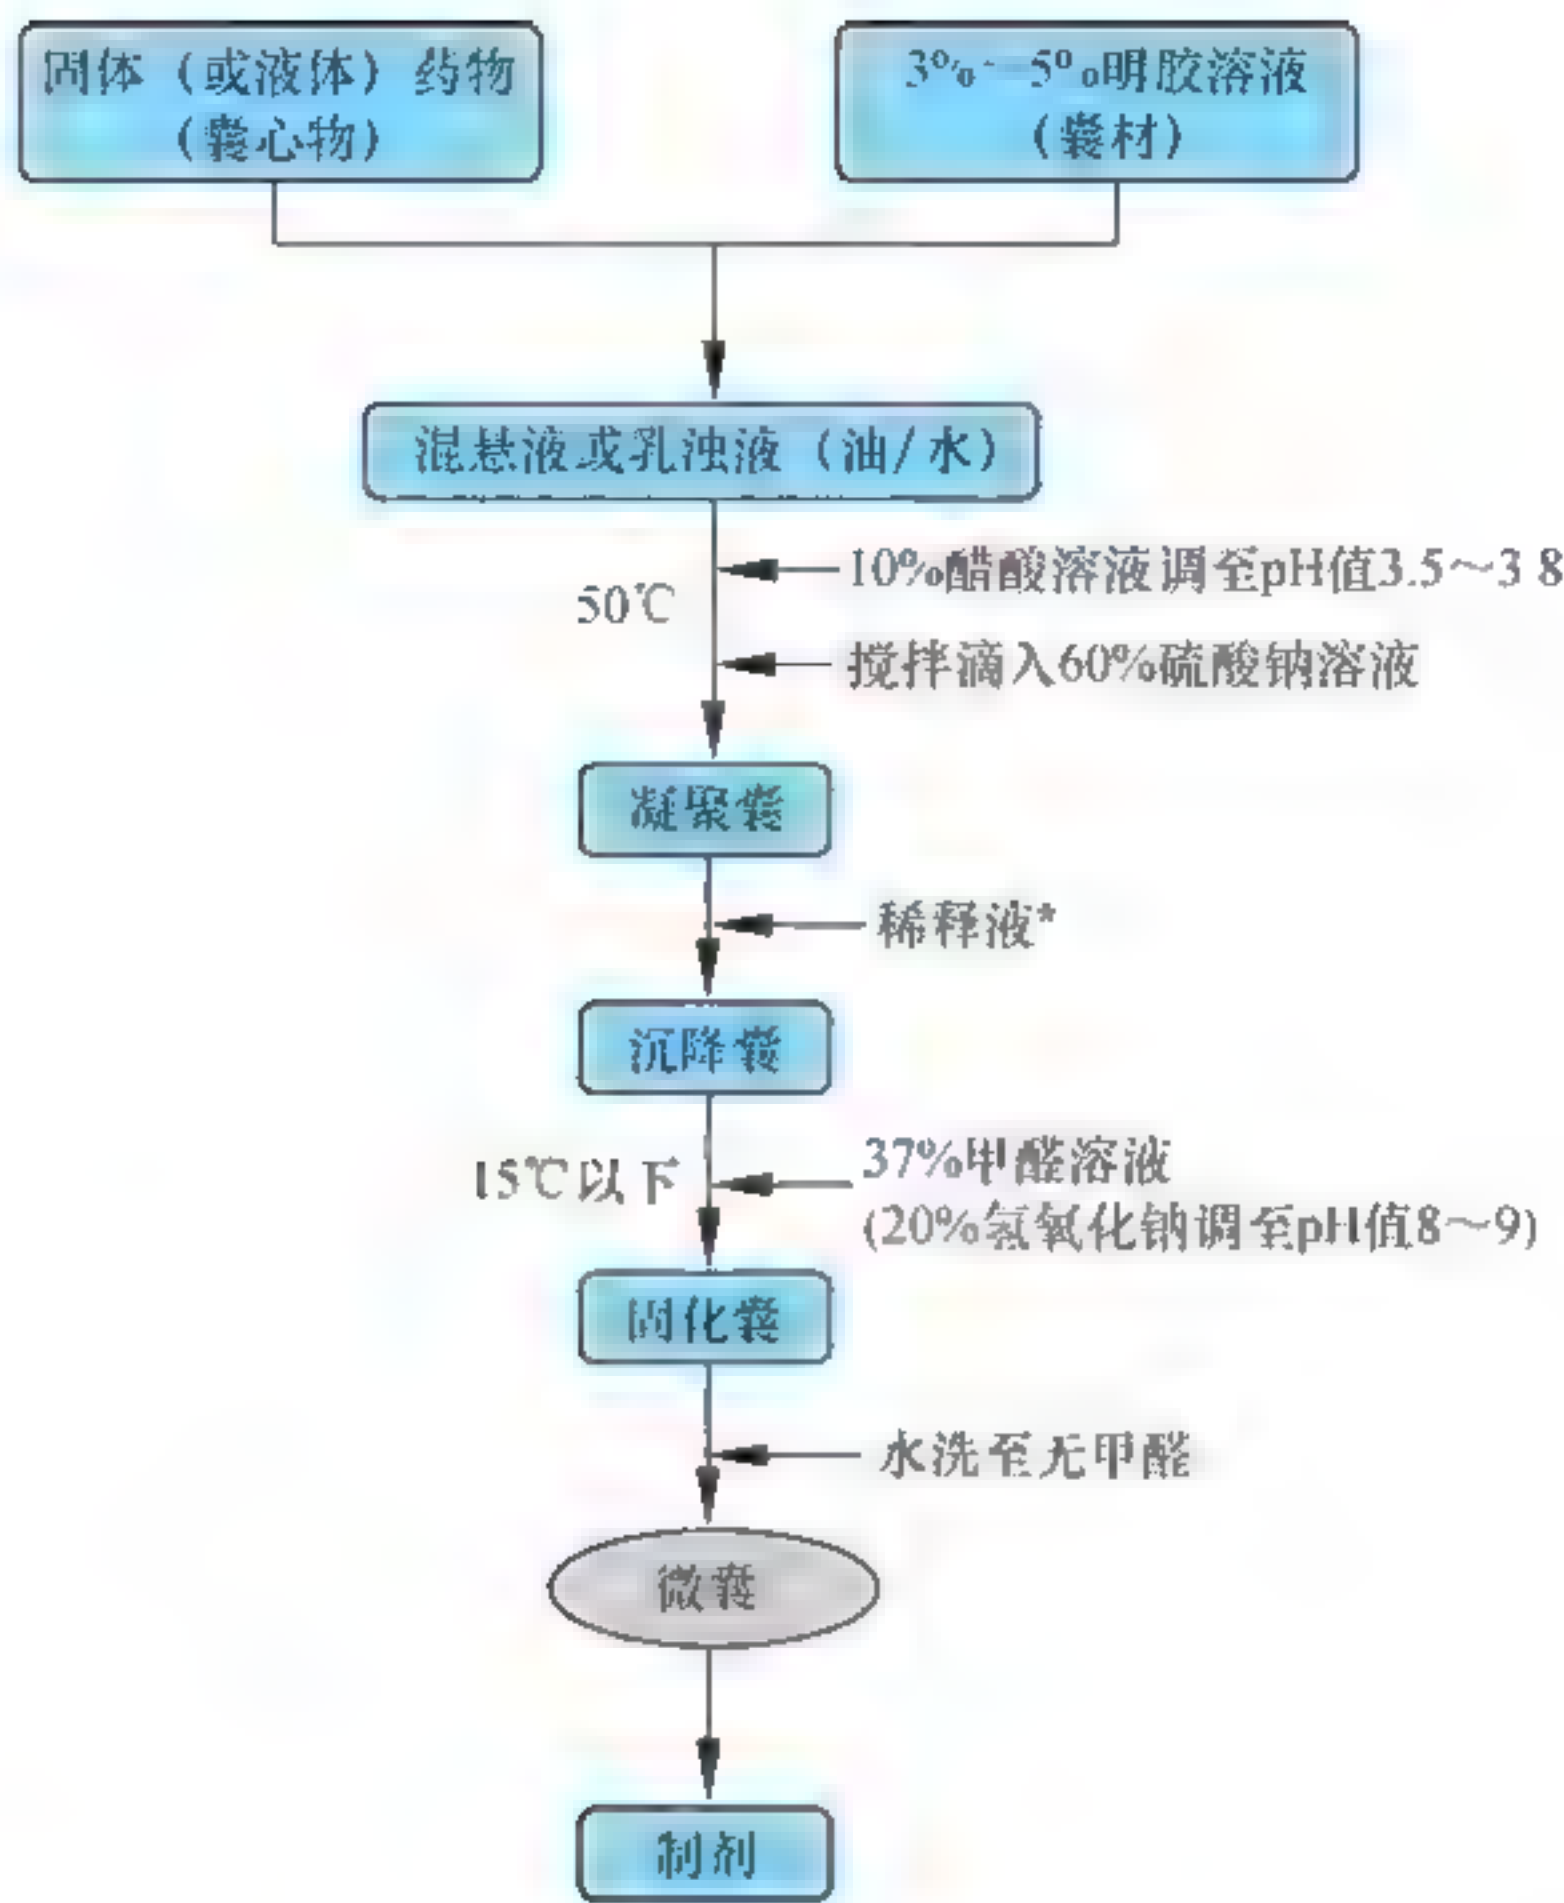 固体（或液体）药物
（囊心物）
3%～5%明胶溶液
（囊材）
混悬液或乳浊液（油/水）
10%醋酸溶液调至pH值3.5～3.8
50℃
搅拌滴入60%硫酸钠溶液
凝聚囊
稀释液*
沉降囊
15℃以下
37%甲醛溶液
(20%氢氧化钠调至pH值8～9)
固化囊
水洗至无甲醛
微囊
制剂